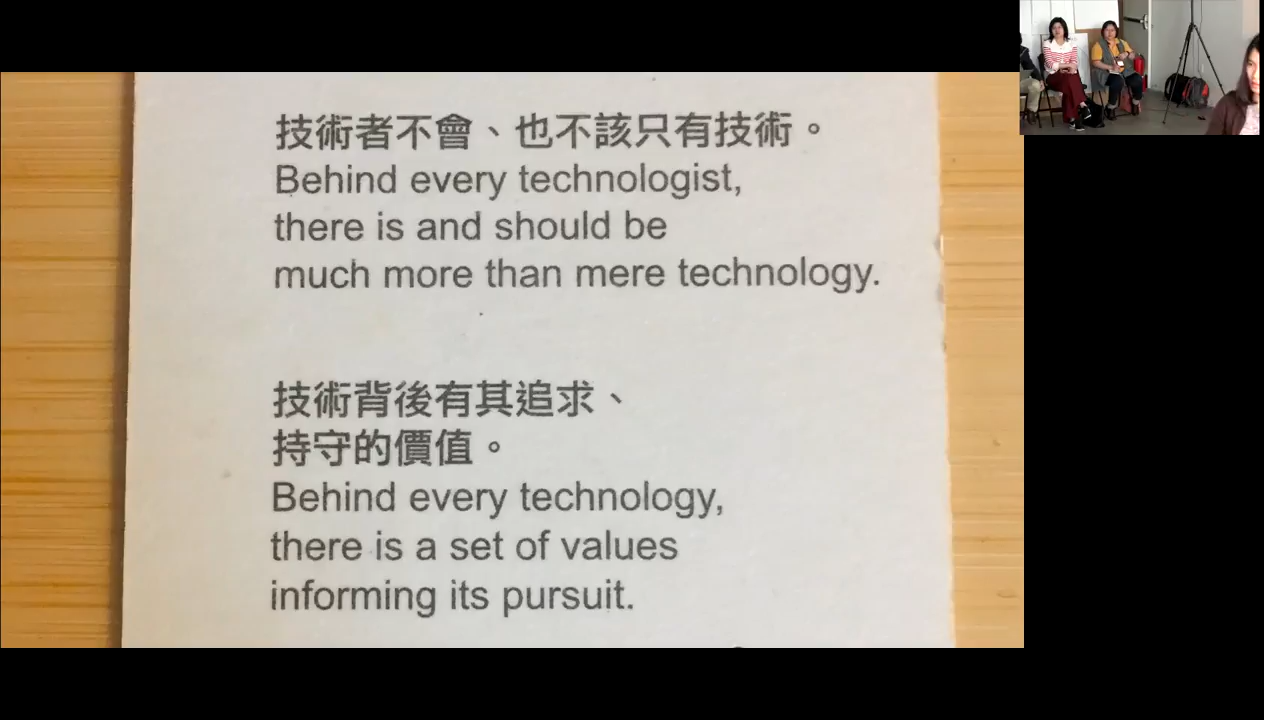 技術者不會、也不該只有技術。
Behind every technologist,
there is and should be
much more than mere technology.
技術背後有其追求、
持守的價值。
Behind every technology,
there is a set of values
informing its pursuit.